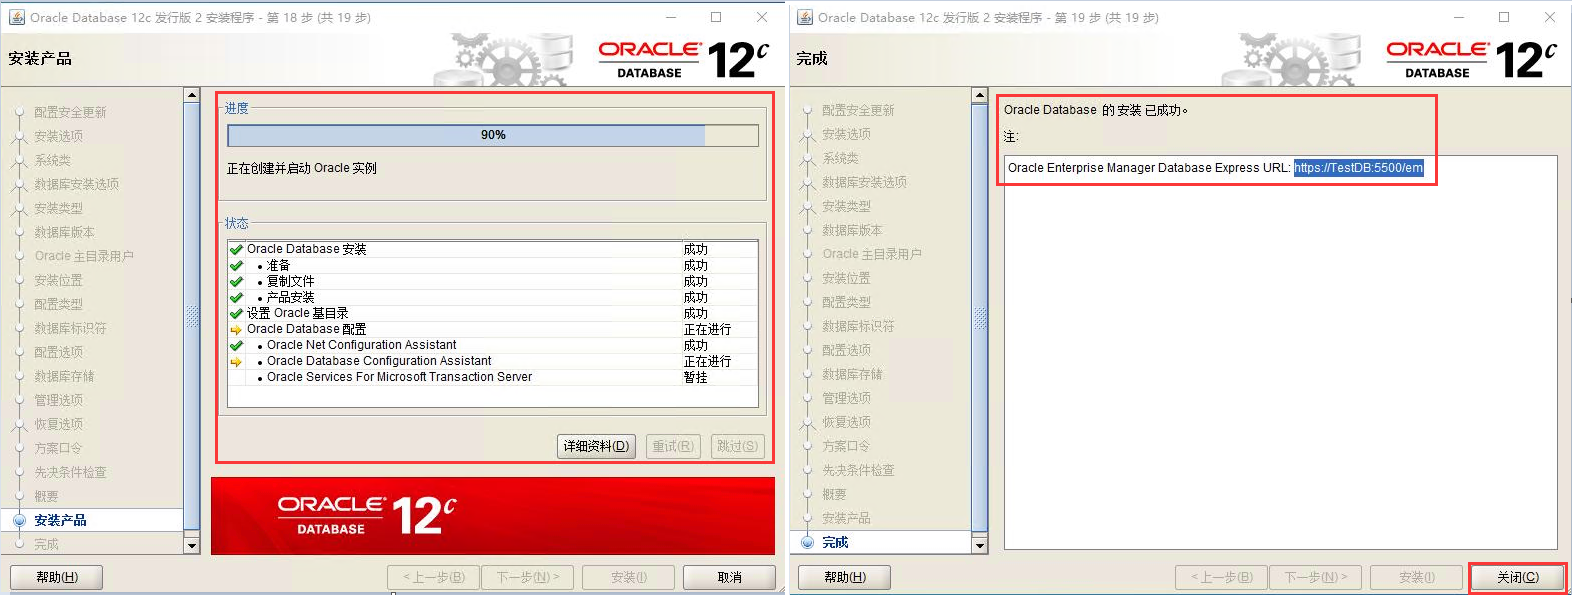 Oracle Database 12c 发行版 2 安装程序 - 第 18 步 (共 19 步)
安装产品
ORACLE
DATABASE
12c
配置安全更新
安装选项
系统类
数据库安装选项
安装类型
数据库版本
Oracle 主目录用户
安装位置
配置类型
数据库标识符
配置选项
数据库存储
管理选项
恢复选项
方案口令
先决条件检查
概要
安装产品
完成
进度
90%
正在创建并启动 Oracle 实例
状态
Oracle Database 安装 成功
• 准备 成功
• 复制文件 成功
• 产品安装 成功
设置 Oracle 基目录 成功
Oracle Database 配置 正在进行
• Oracle Net Configuration Assistant 成功
• Oracle Database Configuration Assistant 正在进行
• Oracle Services For Microsoft Transaction Server 暂挂
详细资料(D) 重试(R) 跳过(S)
ORACLE
DATABASE
12c
帮助(H) < 上一步(B) 下一步(N) > 安装(I) 取消
Oracle Database 12c 发行版 2 安装程序 - 第 19 步 (共 19 步)
完成
ORACLE
DATABASE
12c
配置安全更新
安装选项
系统类
数据库安装选项
安装类型
数据库版本
Oracle 主目录用户
安装位置
配置类型
数据库标识符
配置选项
数据库存储
管理选项
恢复选项
方案口令
先决条件检查
概要
安装产品
完成
Oracle Database 的 安装 已成功。
注:
Oracle Enterprise Manager Database Express URL: https://TestDB:5500/em
帮助(H) < 上一步(B) 下一步(N) > 安装(I) 关闭(C)